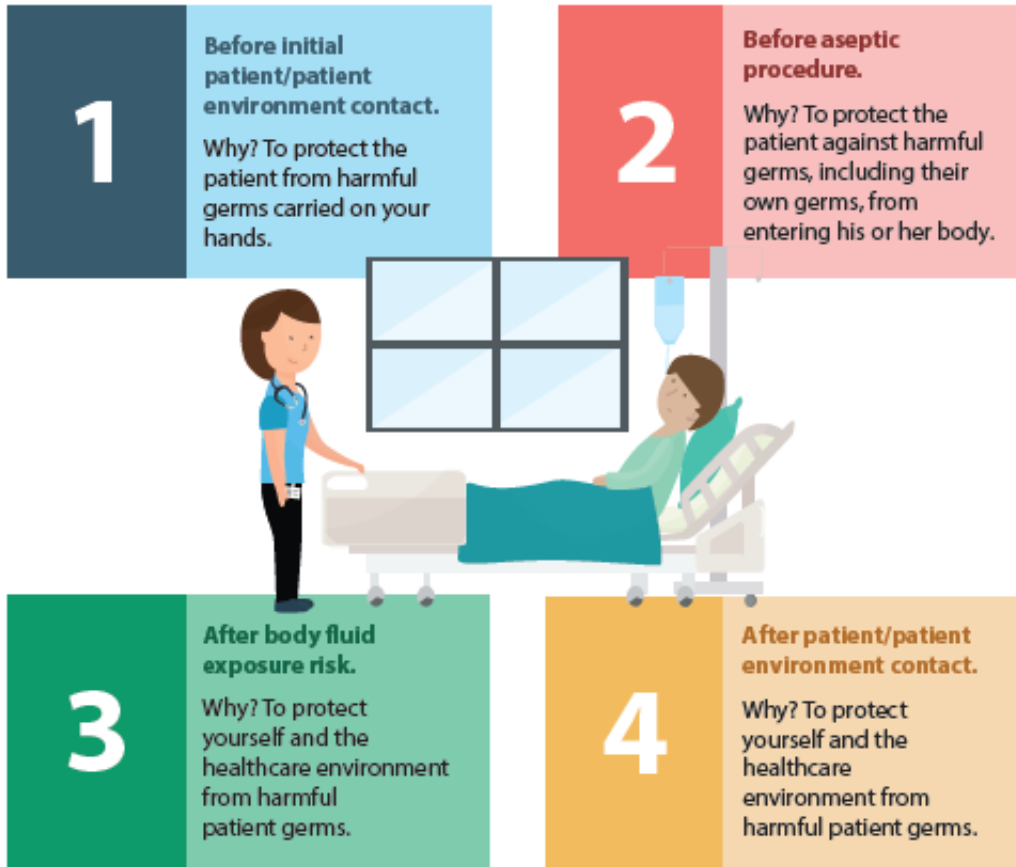 1
Before initial
patient/patient
environment contact.
Why? To protect the
patient from harmful
germs carried on your
hands.
2
Before aseptic
procedure.
Why? To protect the
patient against harmful
germs, including their
own germs, from
entering his or her body.
3
After body fluid
exposure risk.
Why? To protect
yourself and the
healthcare environment
from harmful
patient germs.
4
After patient/patient
environment contact.
Why? To protect
yourself and the
healthcare
environment from
harmful patient germs.